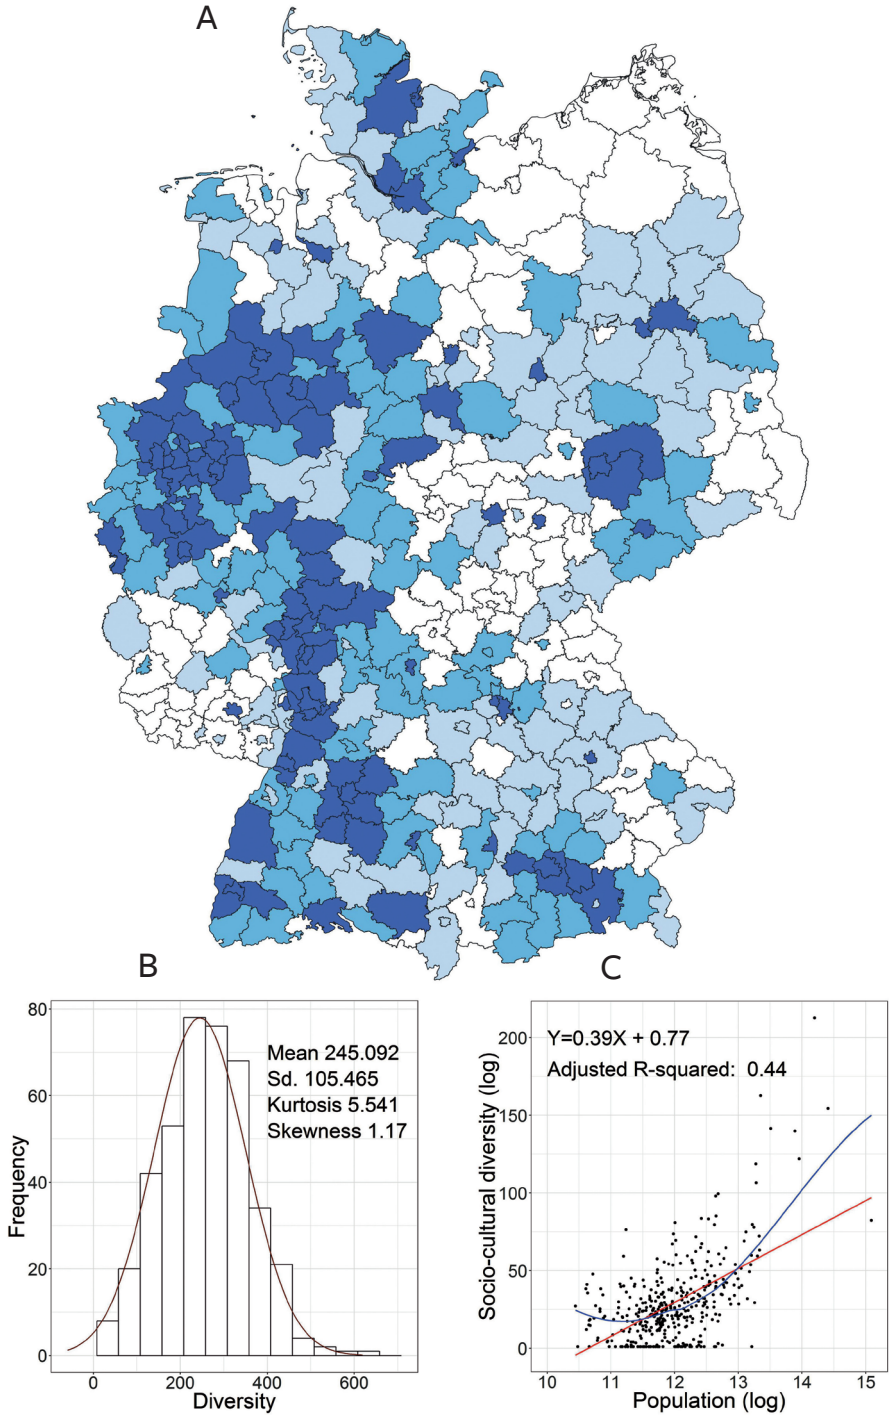 A
B
C
80
60
40
20
0
Frequency
Mean 245.092
Sd. 105.465
Kurtosis 5.541
Skewness 1.17
0
200
400
600
Diversity
Y=0.39X + 0.77
Adjusted R-squared: 0.44
200
150
100
50
0
Socio-cultural diversity (log)
10
11
12
13
14
15
Population (log)